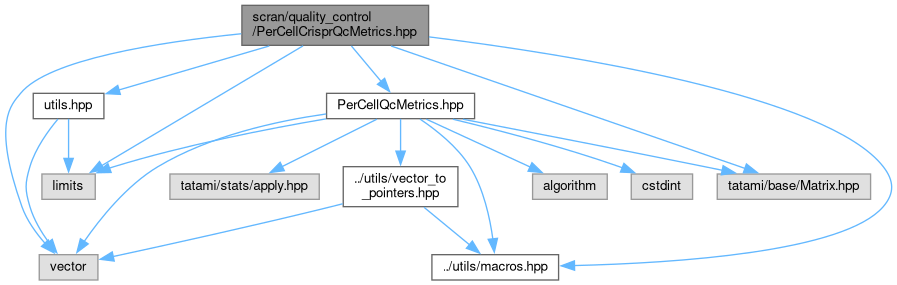 scran/quality_control
/PerCellCrisprQcMetrics.hpp
utils.hpp
PerCellQcMetrics.hpp
limits
tatami/stats/apply.hpp
../utils/vector_to
_pointers.hpp
algorithm
cstdint
tatami/base/Matrix.hpp
vector
../utils/macros.hpp